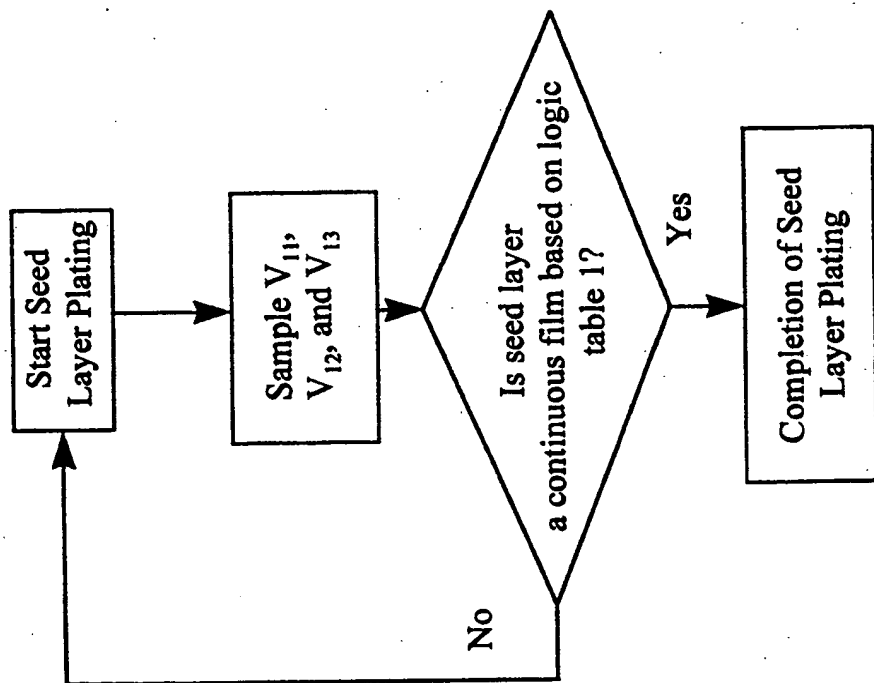 Start Seed
Layer Plating
Sample V₁₁,
V₁₂, and V₁₃
Is seed layer
a continuous film based on logic
table 1?
No
Yes
Completion of Seed
Layer Plating